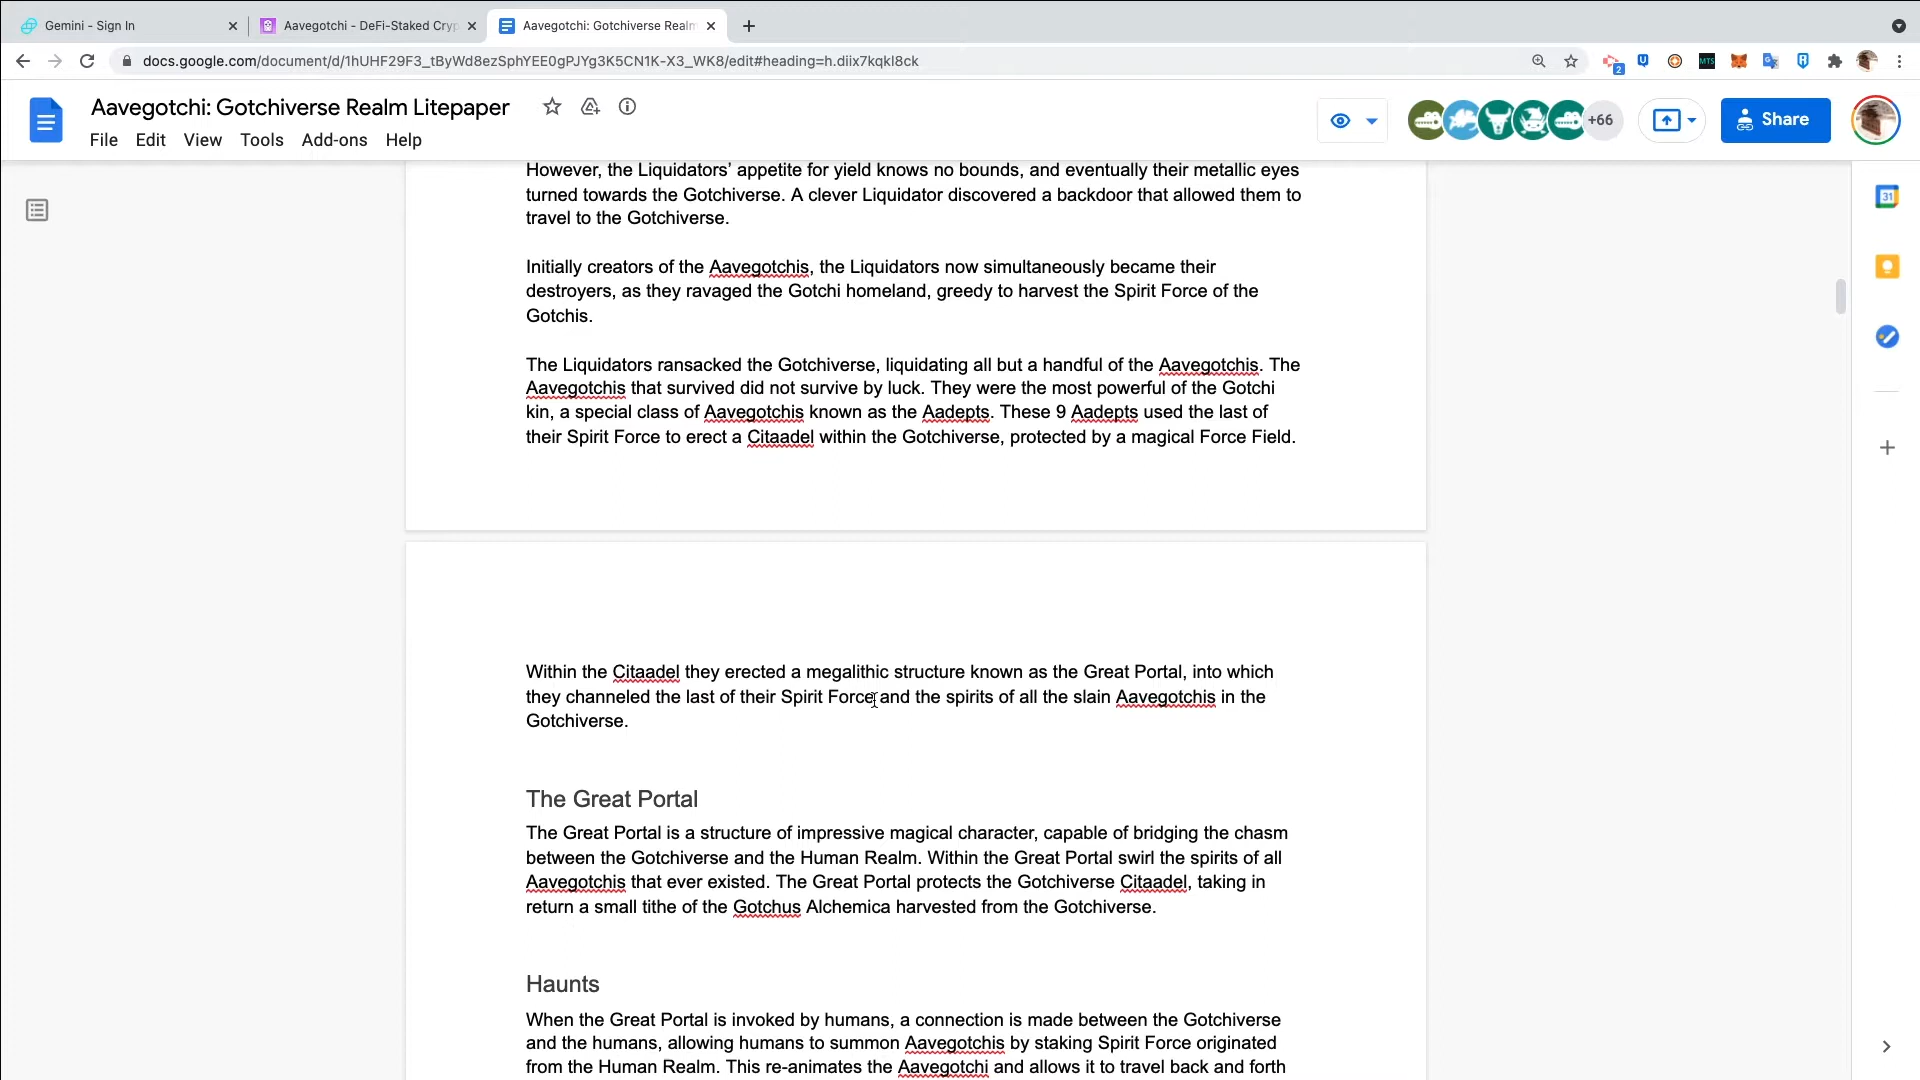 Gemini - Sign In
Aavegotchi - DeFi-Staked Cryp
Aavegotchi: Gotchiverse Realm
docs.google.com/document/d/1hUHF29F3_tByWd8ezSphYEE0gPJYg3K5CN1K-X3_WK8/edit#heading=h.diix7kqkl8ck
2
MTS
Aavegotchi: Gotchiverse Realm Litepaper
File Edit View Tools Add-ons Help
+66
Share
31
However, the Liquidators’ appetite for yield knows no bounds, and eventually their metallic eyes
turned towards the Gotchiverse. A clever Liquidator discovered a backdoor that allowed them to
travel to the Gotchiverse.
Initially creators of the Aavegotchis, the Liquidators now simultaneously became their
destroyers, as they ravaged the Gotchi homeland, greedy to harvest the Spirit Force of the
Gotchis.
The Liquidators ransacked the Gotchiverse, liquidating all but a handful of the Aavegotchis. The
Aavegotchis that survived did not survive by luck. They were the most powerful of the Gotchi
kin, a special class of Aavegotchis known as the Aadepts. These 9 Aadepts used the last of
their Spirit Force to erect a Citaadel within the Gotchiverse, protected by a magical Force Field.
Within the Citaadel they erected a megalithic structure known as the Great Portal, into which
they channeled the last of their Spirit Force and the spirits of all the slain Aavegotchis in the
Gotchiverse.
The Great Portal
The Great Portal is a structure of impressive magical character, capable of bridging the chasm
between the Gotchiverse and the Human Realm. Within the Great Portal swirl the spirits of all
Aavegotchis that ever existed. The Great Portal protects the Gotchiverse Citaadel, taking in
return a small tithe of the Gotchus Alchemica harvested from the Gotchiverse.
Haunts
When the Great Portal is invoked by humans, a connection is made between the Gotchiverse
and the humans, allowing humans to summon Aavegotchis by staking Spirit Force originated
from the Human Realm. This re-animates the Aavegotchi and allows it to travel back and forth